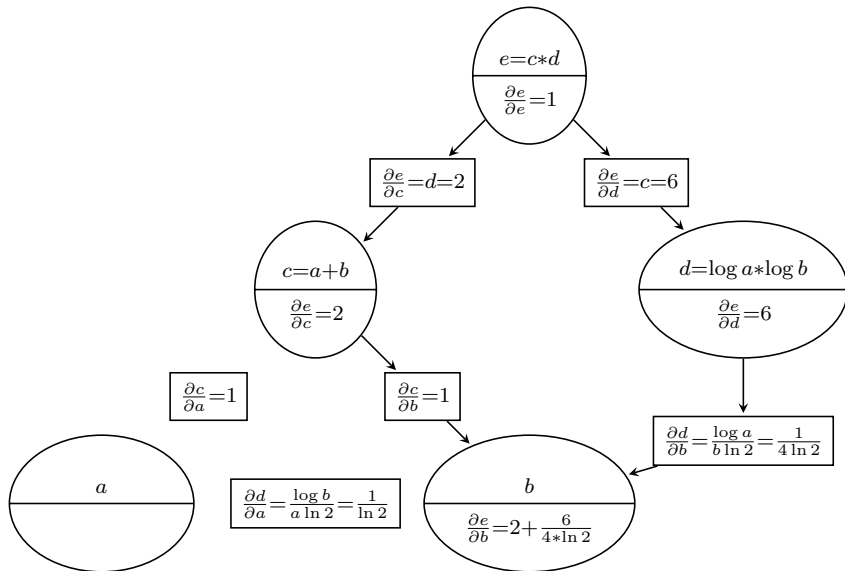 e=c*d
∂e/∂e=1
∂e/∂c=d=2
∂e/∂d=c=6
c=a+b
∂e/∂c=2
d=log a*log b
∂e/∂d=6
∂c/∂a=1
∂c/∂b=1
∂d/∂b=log a/b ln 2=1/4 ln 2
a
∂d/∂a=log b/a ln 2=1/ln 2
b
∂e/∂b=2+6/4*ln 2